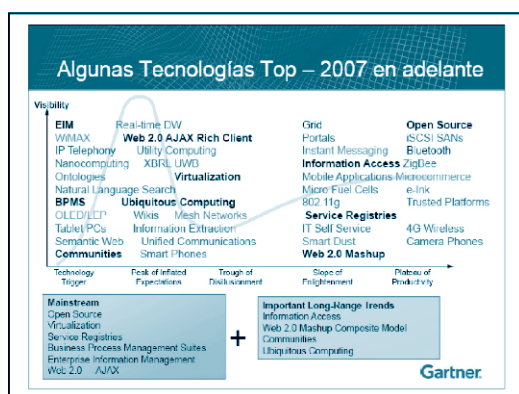 Algunas Tecnologías Top – 2007 en adelante
Visibility
EIM Real-time DW Grid Open Source
WiMAX Web 2.0 AJAX Rich Client Portals iSCSI SANs
IP Telephony Utility Computing Instant Messaging Bluetooth
Nanocomputing XBRL UWB Information Access ZigBee
Ontologies Virtualization Mobile Applications Microcommerce
Natural Language Search Micro Fuel Cells e-Ink
BPMS Ubiquitous Computing 802.11g Trusted Platforms
OLED/LEP Wikis Mesh Networks Service Registries
Tablet PCs Information Extraction IT Self Service 4G Wireless
Semantic Web Unified Communications Smart Dust Camera Phones
Communities Smart Phones Web 2.0 Mashup
Technology Trigger
Peak of Inflated Expectations
Trough of Disillusionment
Slope of Enlightenment
Plateau of Productivity
Mainstream
Open Source
Virtualization
Service Registries
Business Process Management Suites
Enterprise Information Management
Web 2.0 AJAX
+
Important Long-Range Trends
Information Access
Web 2.0 Mashup Composite Model
Communities
Ubiquitous Computing
Gartner.